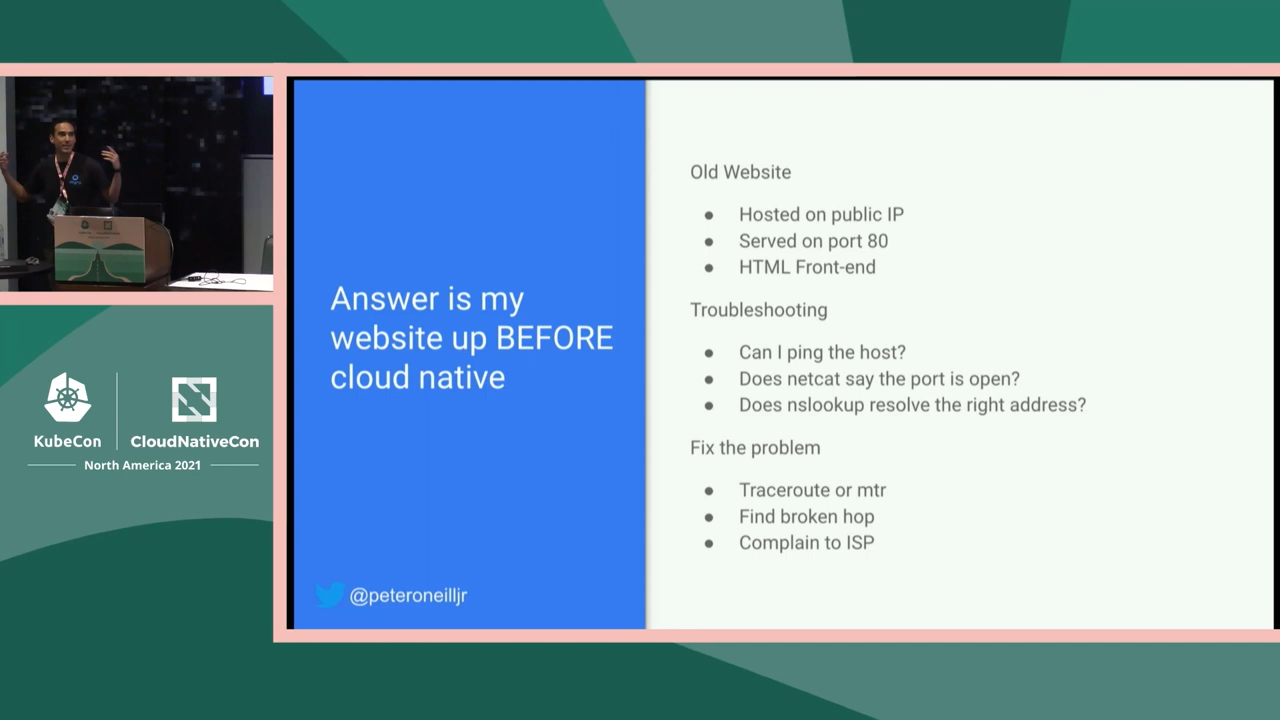 Answer is my
website up BEFORE
cloud native
@peteroneilljr
Old Website
● Hosted on public IP
● Served on port 80
● HTML Front-end
Troubleshooting
● Can I ping the host?
● Does netcat say the port is open?
● Does nslookup resolve the right address?
Fix the problem
● Traceroute or mtr
● Find broken hop
● Complain to ISP
KubeCon
CloudNativeCon
North America 2021